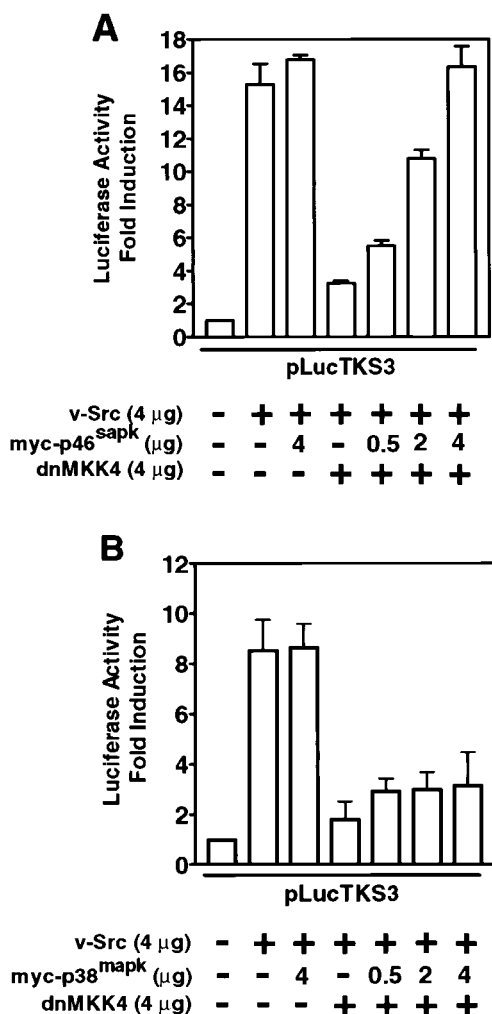 A
Luciferase Activity
Fold Induction
18
16
14
12
10
8
6
4
2
0
pLucTKS3
v-Src (4 µg) - + + + + + +
myc-p46sapk (µg) - - 4 - 0.5 2 4
dnMKK4 (4 µg) - - - + + + +
B
Luciferase Activity
Fold Induction
12
10
8
6
4
2
0
pLucTKS3
v-Src (4 µg) - + + + + + +
myc-p38mapk (µg) - - 4 - 0.5 2 4
dnMKK4 (4 µg) - - - + + + +